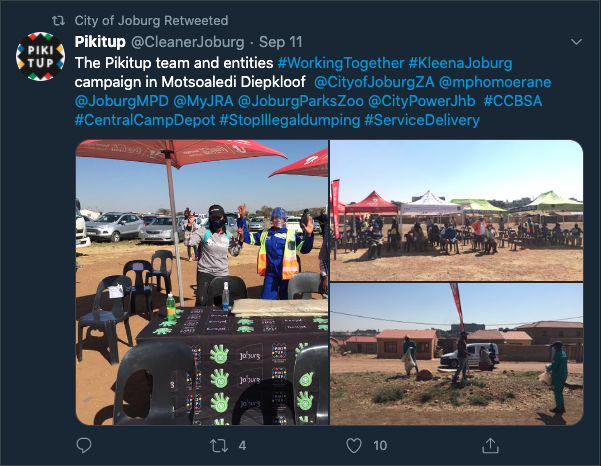 City of Joburg Retweeted
PIKI
TUP
Pikitup @CleanerJoburg · Sep 11
The Pikitup team and entities #WorkingTogether #KleenaJoburg
campaign in Motsoaledi Diepkloof @CityofJoburgZA @mphomoerane
@JoburgMPD @MyJRA @JoburgParksZoo @CityPowerJhb #CCBSA
#CentralCampDepot #StopIllegaldumping #ServiceDelivery
Joburg
4
10